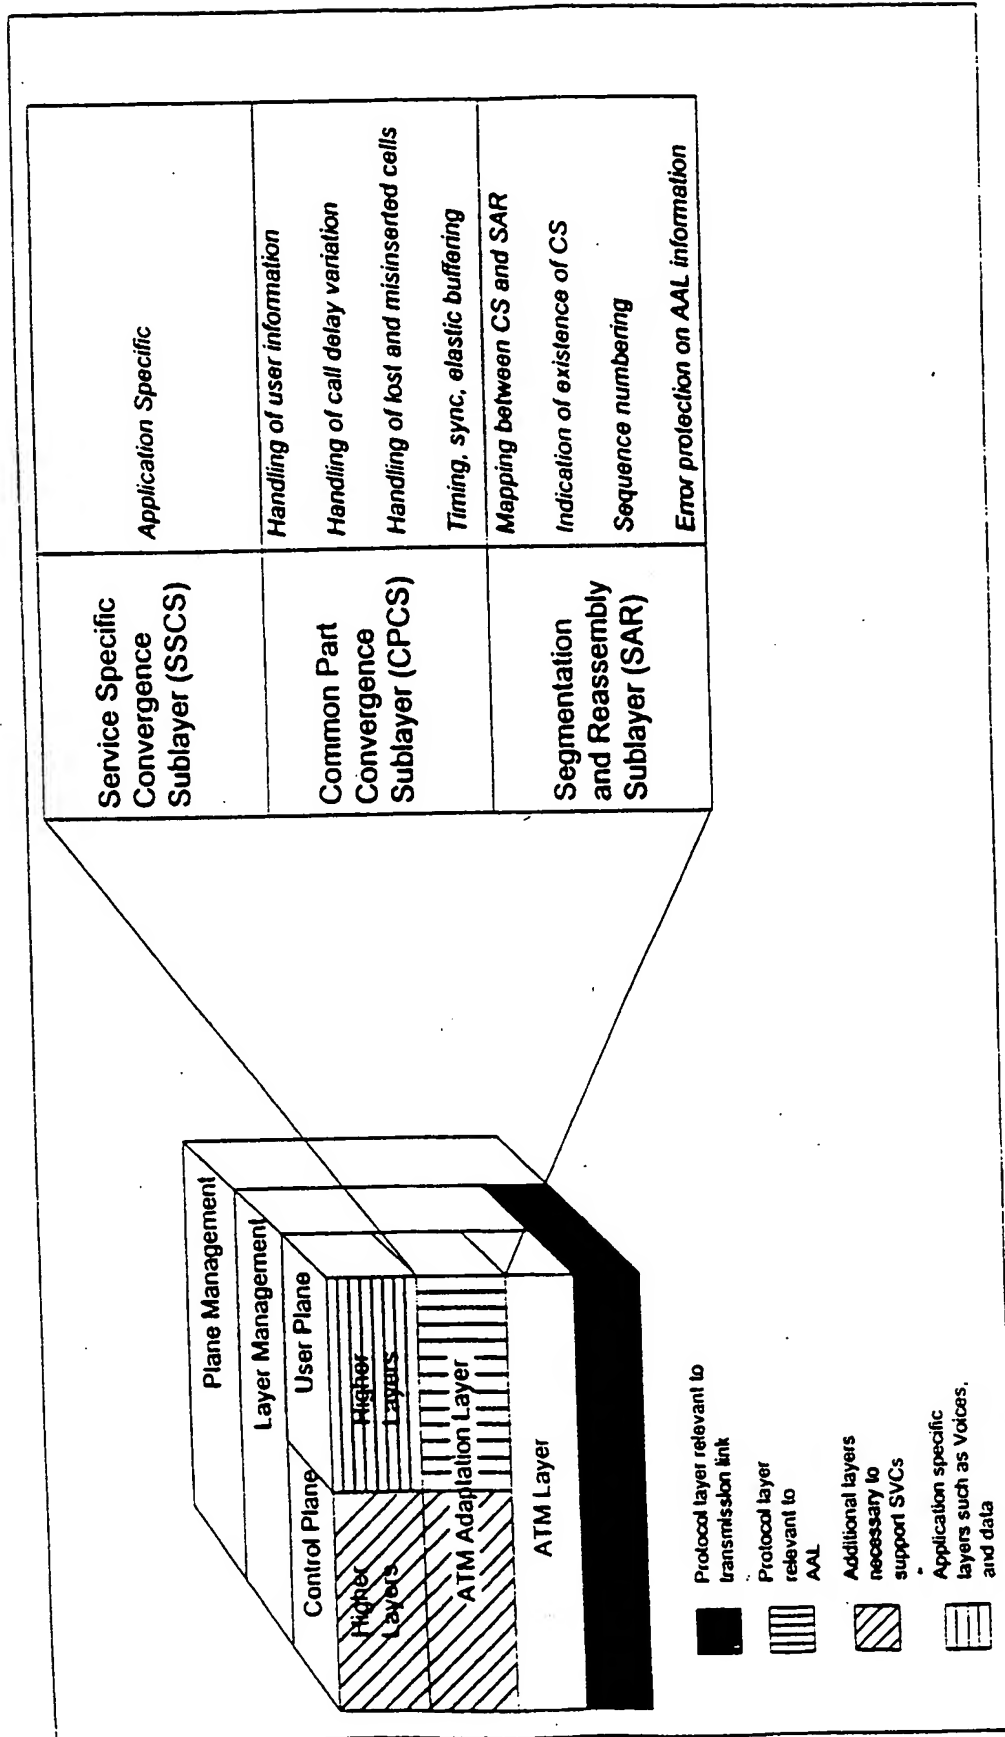 Plane Management
Layer Management
Control Plane
User Plane
Higher
Layers
Higher
Layers
ATM Adaptation Layer
ATM Layer
Service Specific
Convergence
Sublayer (SSCS)
Application Specific
Common Part
Convergence
Sublayer (CPCS)
Handling of user information
Handling of call delay variation
Handling of lost and misinserted cells
Timing, sync, elastic buffering
Segmentation
and Reassembly
Sublayer (SAR)
Mapping between CS and SAR
Indication of existence of CS
Sequence numbering
Error protection on AAL information
Protocol layer relevant to
transmission link
Protocol layer
relevant to
AAL
Additional layers
necessary to
support SVCs
Application specific
layers such as Voices,
and data